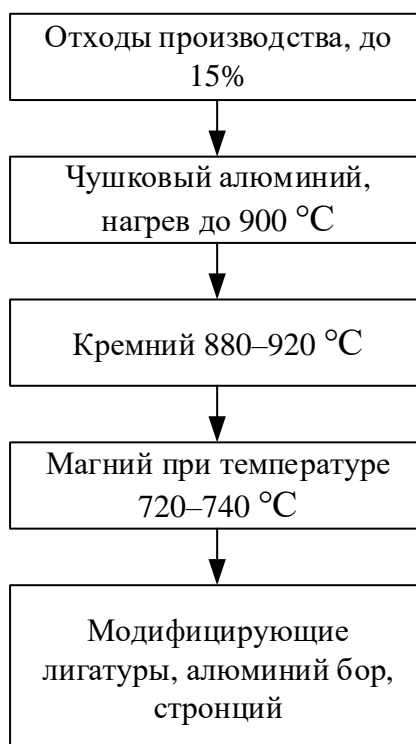 Отходы производства, до
15%
Чушковый алюминий,
нагрев до 900 °С
Кремний 880–920 °С
Магний при температуре
720–740 °С
Модифицирующие
лигатуры, алюминий бор,
стронций